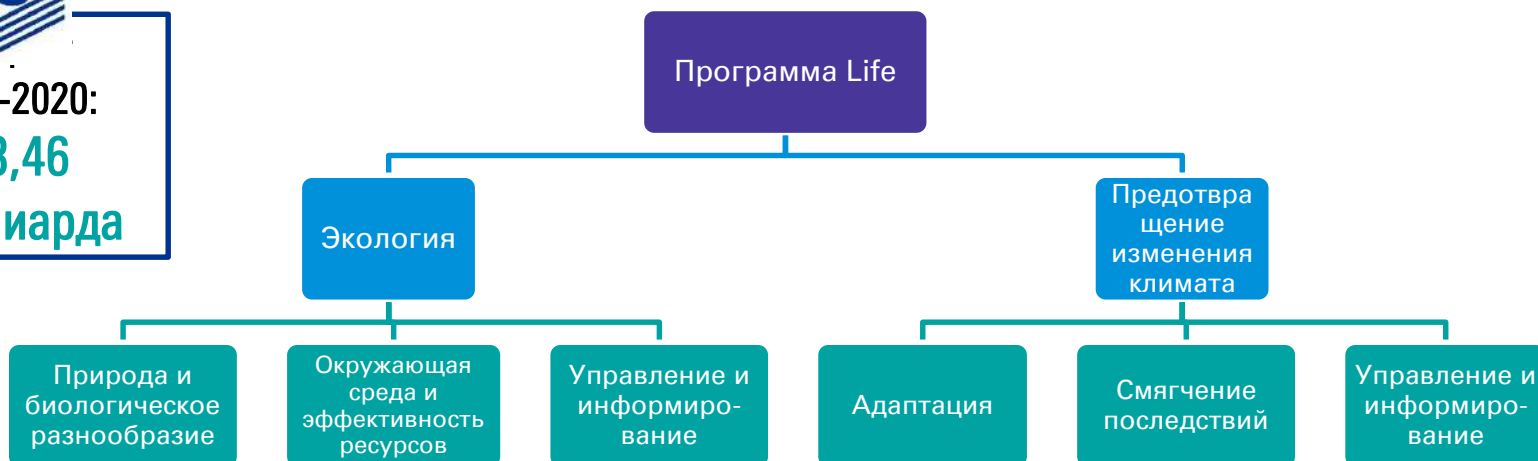 -2020:
3,46
иарда
Программа Life
Экология
Предотвра
щение
изменения
климата
Природа и
биологическое
разнообразие
Окружающая
среда и
эффективность
ресурсов
Управление и
информиро-
вание
Адаптация
Смягчение
последствий
Управление и
информиро-
вание